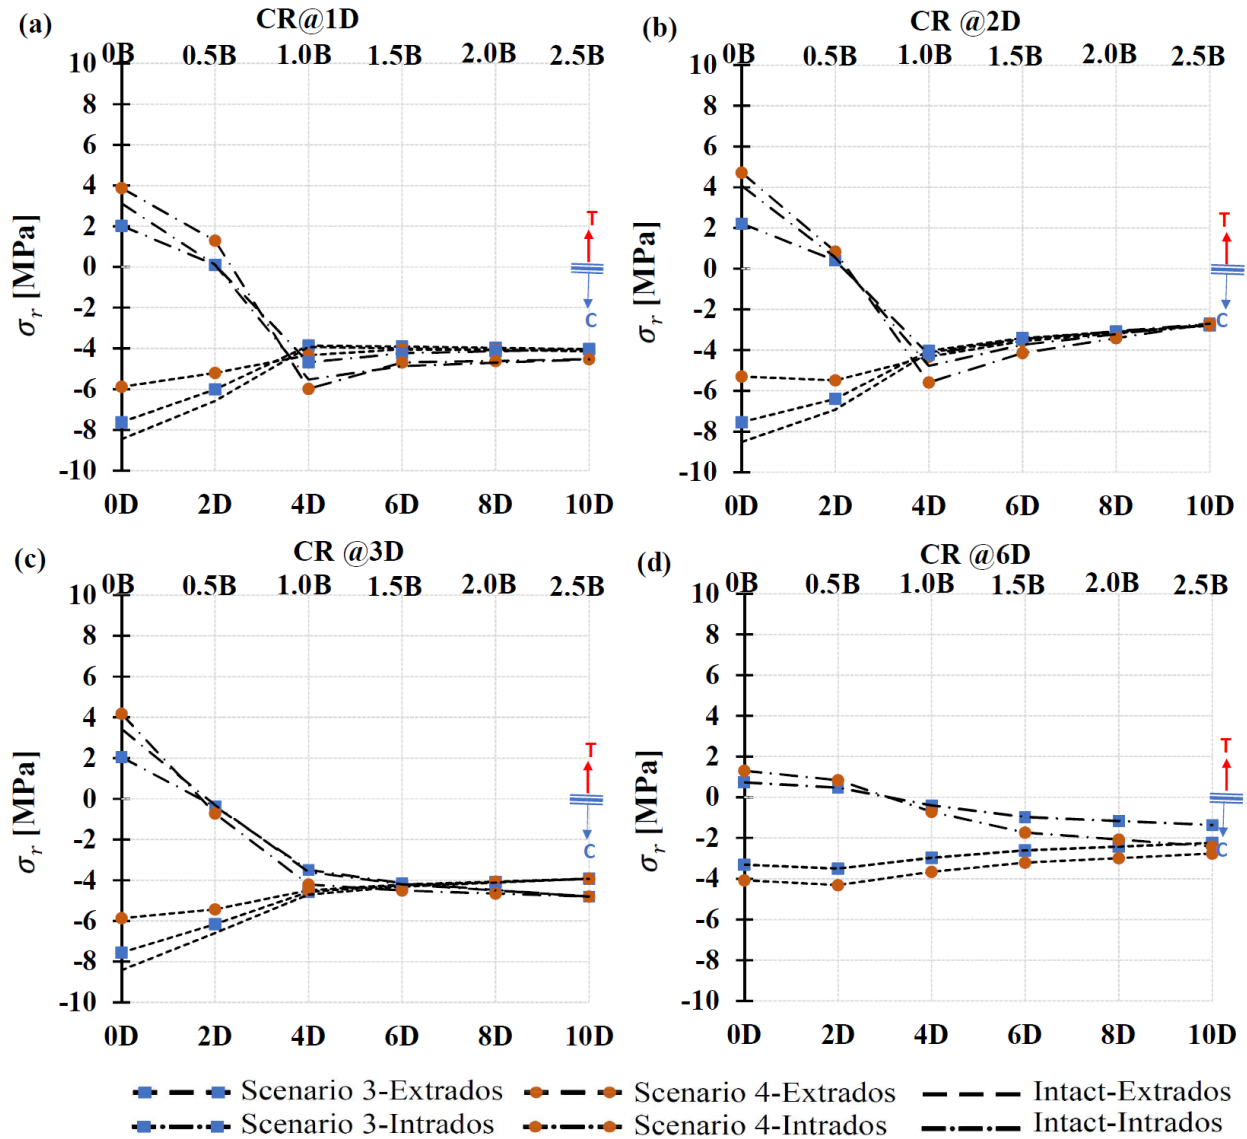 (a) CR@1D
0B 0.5B 1.0B 1.5B 2.0B 2.5B
10
8
6
4
2
0
-2
-4
-6
-8
-10
σr [MPa]
T
C
0D 2D 4D 6D 8D 10D
(b) CR @2D
0B 0.5B 1.0B 1.5B 2.0B 2.5B
10
8
6
4
2
0
-2
-4
-6
-8
-10
σr [MPa]
T
C
0D 2D 4D 6D 8D 10D
(c) CR @3D
0B 0.5B 1.0B 1.5B 2.0B 2.5B
10
8
6
4
2
0
-2
-4
-6
-8
-10
σr [MPa]
T
C
0D 2D 4D 6D 8D 10D
(d) CR @6D
0B 0.5B 1.0B 1.5B 2.0B 2.5B
10
8
6
4
2
0
-2
-4
-6
-8
-10
σr [MPa]
T
C
0D 2D 4D 6D 8D 10D
Scenario 3-Extrados Scenario 4-Extrados Intact-Extrados
Scenario 3-Intrados Scenario 4-Intrados Intact-Intrados